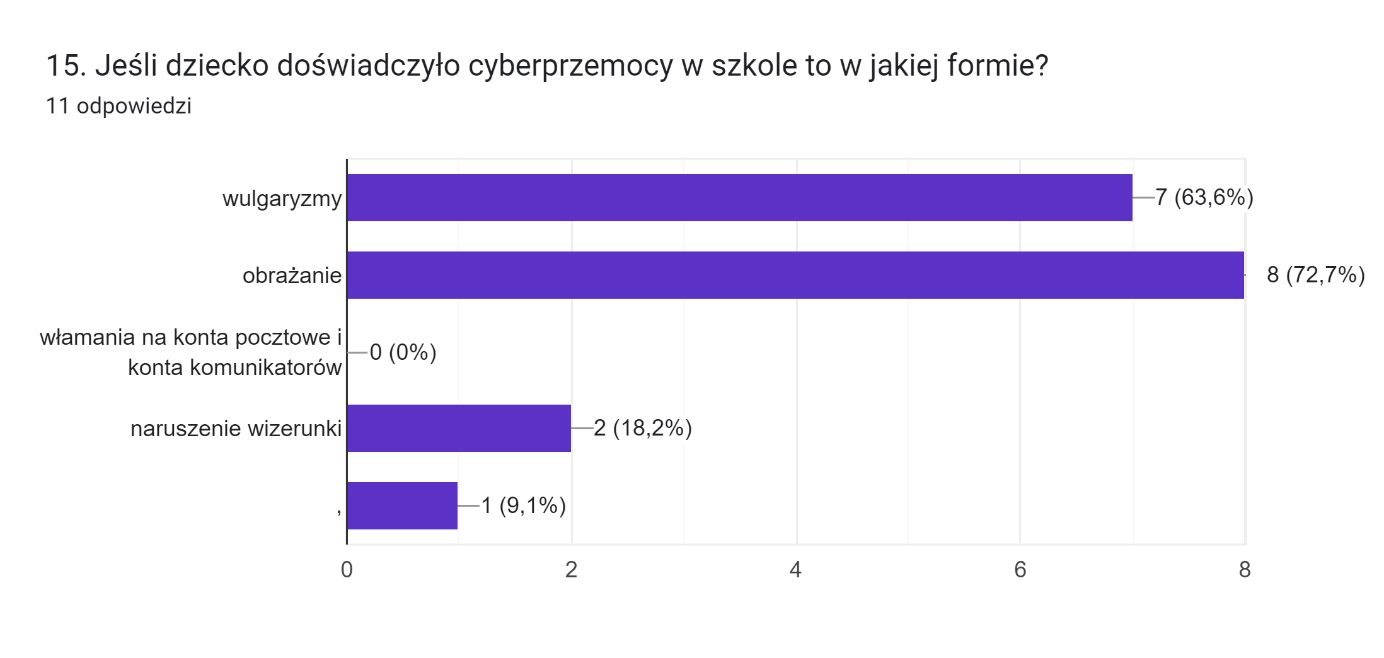 15. Jeśli dziecko doświadczyło cyberprzemocy w szkole to w jakiej formie?
11 odpowiedzi
wulgaryzmy
7 (63,6%)
obrażanie
8 (72,7%)
włamania na konta pocztowe i
konta komunikatorów
0 (0%)
naruszenie wizerunki
2 (18,2%)
,
1 (9,1%)
0 2 4 6 8